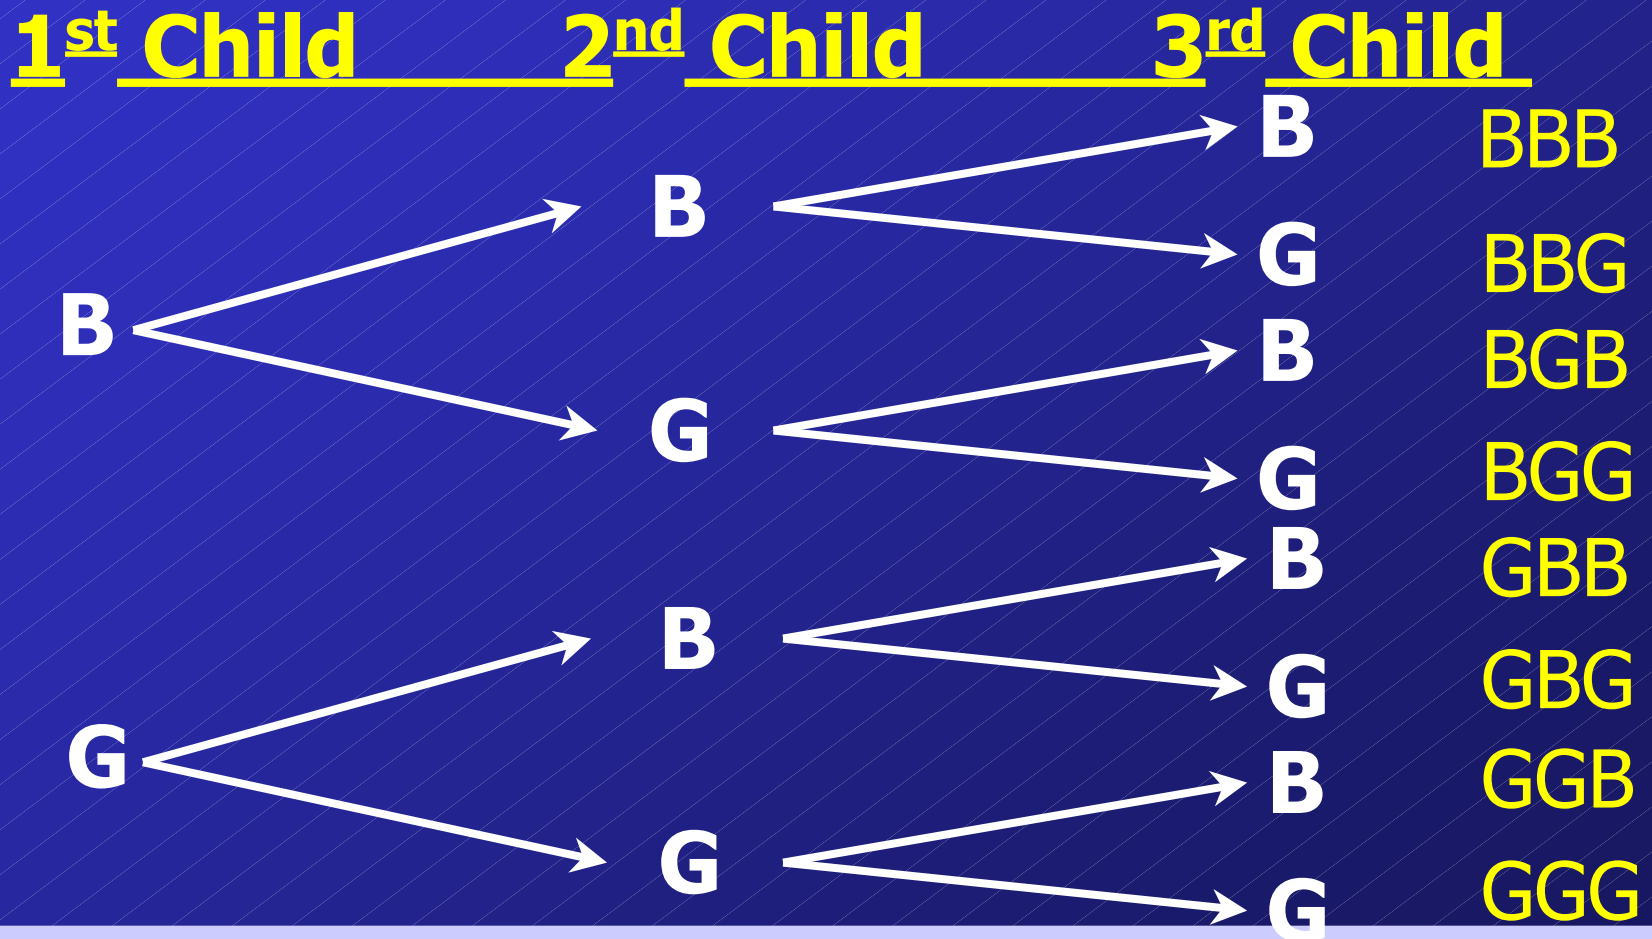 1st Child 2nd Child 3rd Child
B BBB
B
G BBG
B
B BGB
G
G BGG
B GBB
B
G GBG
G
B GGB
G
G GGG